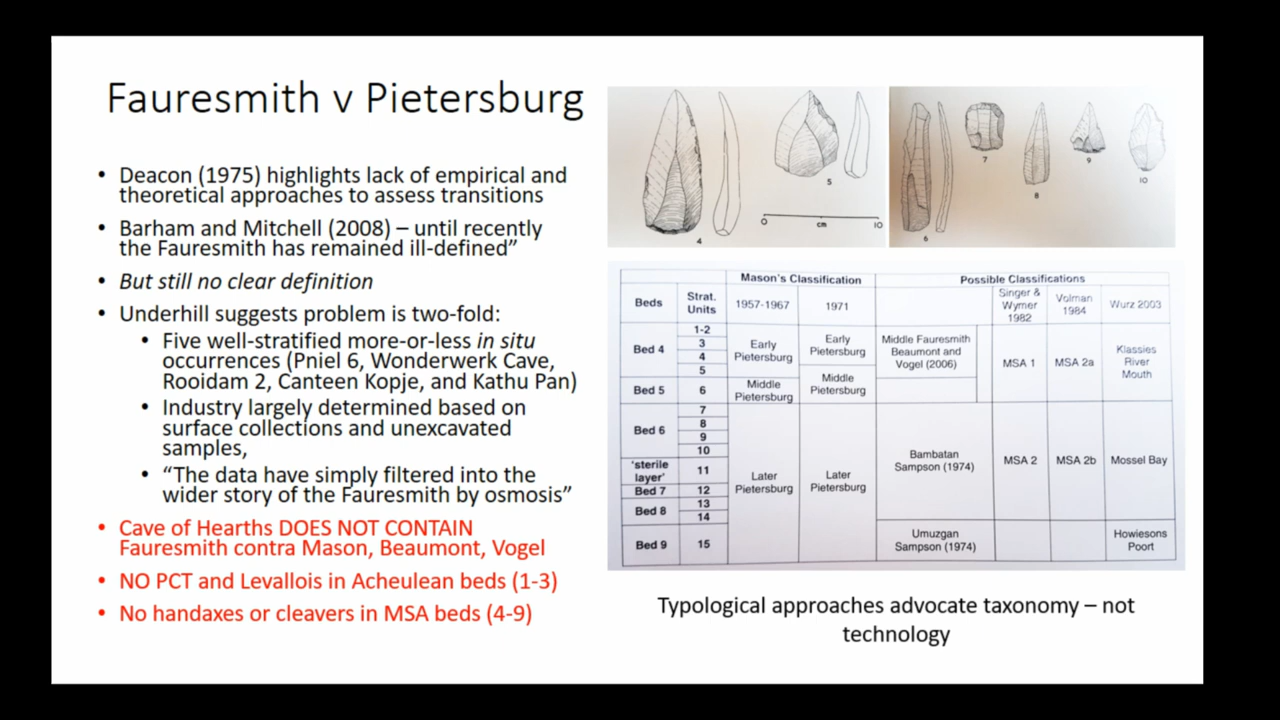 Fauresmith v Pietersburg
• Deacon (1975) highlights lack of empirical and
theoretical approaches to assess transitions
• Barham and Mitchell (2008) – until recently
the Fauresmith has remained ill-defined”
• But still no clear definition
• Underhill suggests problem is two-fold:
• Five well-stratified more-or-less in situ
occurrences (Pniel 6, Wonderwerk Cave,
Rooidam 2, Canteen Kopje, and Kathu Pan)
• Industry largely determined based on
surface collections and unexcavated
samples,
• “The data have simply filtered into the
wider story of the Fauresmith by osmosis”
• Cave of Hearths DOES NOT CONTAIN
Fauresmith contra Mason, Beaumont, Vogel
• NO PCT and Levallois in Acheulean beds (1-3)
• No handaxes or cleavers in MSA beds (4-9)
4
5
0 cm 10
6
7
8
9
10
Mason's Classification Possible Classifications
Beds Strat. Units 1957-1967 1971 Singer & Wymer 1982 Volman 1984 Wurz 2003
Bed 4 1-2
3
4
5
Early Pietersburg
Early Pietersburg
Middle Fauresmith Beaumont and Vogel (2006)
MSA 1 MSA 2a Klassies River Mouth
Bed 5 6 Middle Pietersburg Middle Pietersburg
Bed 6 7
8
9
10
'sterile layer' 11
Bed 7 12
Bed 8 13
14
Later Pietersburg Later Pietersburg
Bambatan Sampson (1974)
MSA 2 MSA 2b Mossel Bay
Bed 9 15 Umuzgan Sampson (1974) Howiesons Poort
Typological approaches advocate taxonomy – not
technology